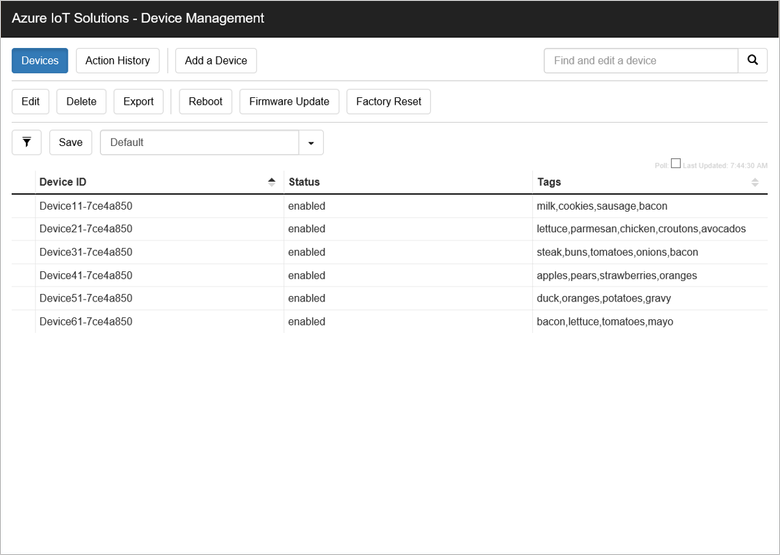 Azure IoT Solutions - Device Management
Devices Action History Add a Device Find and edit a device
Edit Delete Export Reboot Firmware Update Factory Reset
Save Default
Poll Last Updated: 7:44:30 AM
Device ID Status Tags
Device11-7ce4a850 enabled milk,cookies,sausage,bacon
Device21-7ce4a850 enabled lettuce,parmesan,chicken,croutons,avocados
Device31-7ce4a850 enabled steak,buns,tomatoes,onions,bacon
Device41-7ce4a850 enabled apples,pears,strawberries,oranges
Device51-7ce4a850 enabled duck,oranges,potatoes,gravy
Device61-7ce4a850 enabled bacon,lettuce,tomatoes,mayo